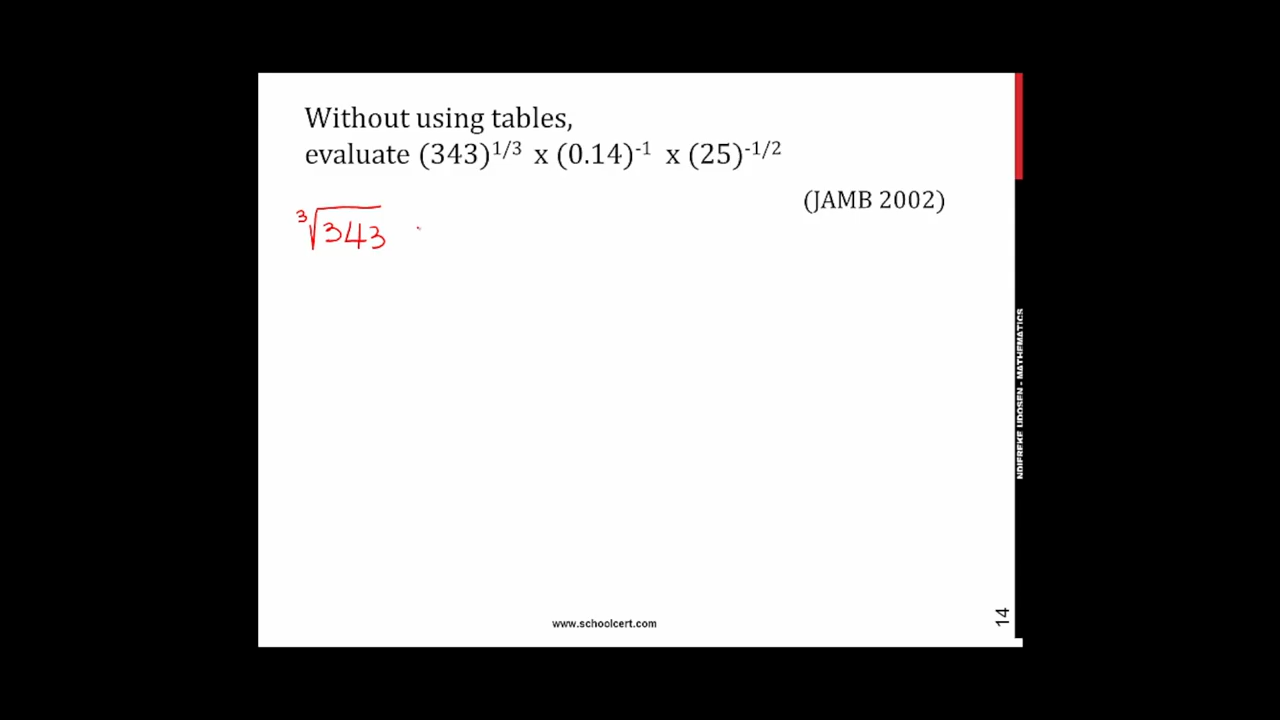 Without using tables,
evaluate (343)^1/3 x (0.14)^-1 x (25)^-1/2
(JAMB 2002)
∛343
NDIFREKE UDOSEN - MATHEMATICS
www.schoolcert.com
14